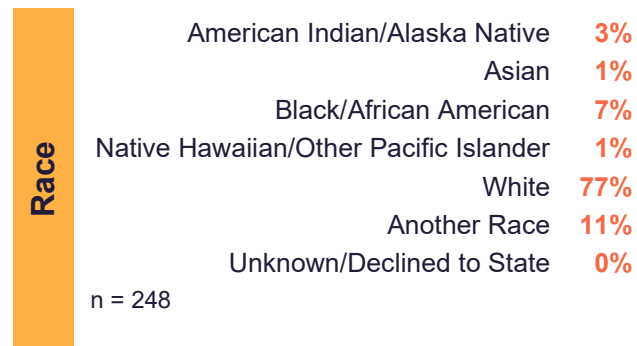 Race
American Indian/Alaska Native 3%
Asian 1%
Black/African American 7%
Native Hawaiian/Other Pacific Islander 1%
White 77%
Another Race 11%
Unknown/Declined to State 0%
n = 248